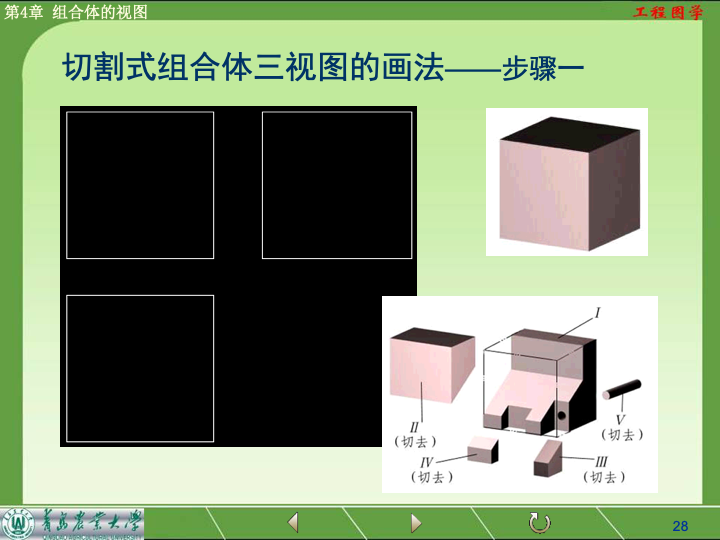 第4章 组合体的视图
工程图学
切割式组合体三视图的画法——步骤一
I
II
(切去)
V
(切去)
IV
(切去)
III
(切去)
青岛农业大学
28